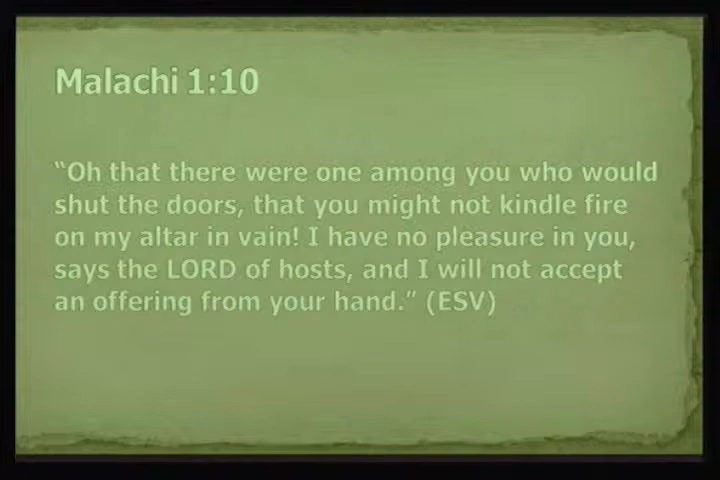 Malachi 1:10
“Oh that there were one among you who would
shut the doors, that you might not kindle fire
on my altar in vain! I have no pleasure in you,
says the LORD of hosts, and I will not accept
an offering from your hand.” (ESV)